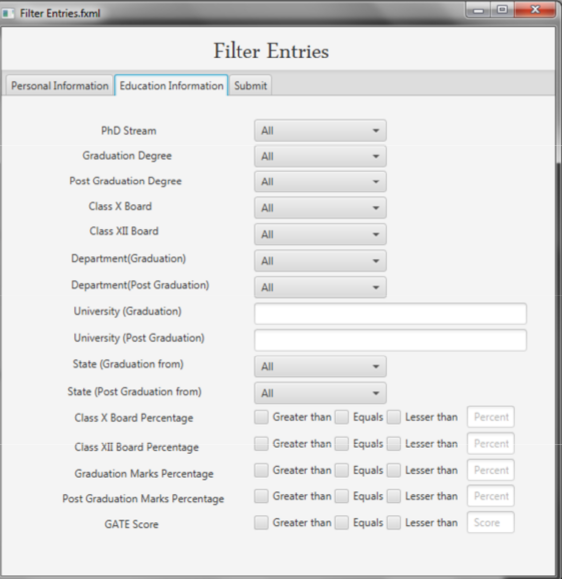 Filter Entries.fxml
Filter Entries
Personal Information Education Information Submit
PhD Stream All
Graduation Degree All
Post Graduation Degree All
Class X Board All
Class XII Board All
Department(Graduation) All
Department(Post Graduation) All
University (Graduation)
University (Post Graduation)
State (Graduation from) All
State (Post Graduation from) All
Class X Board Percentage Greater than Equals Lesser than Percent
Class XII Board Percentage Greater than Equals Lesser than Percent
Graduation Marks Percentage Greater than Equals Lesser than Percent
Post Graduation Marks Percentage Greater than Equals Lesser than Percent
GATE Score Greater than Equals Lesser than Score